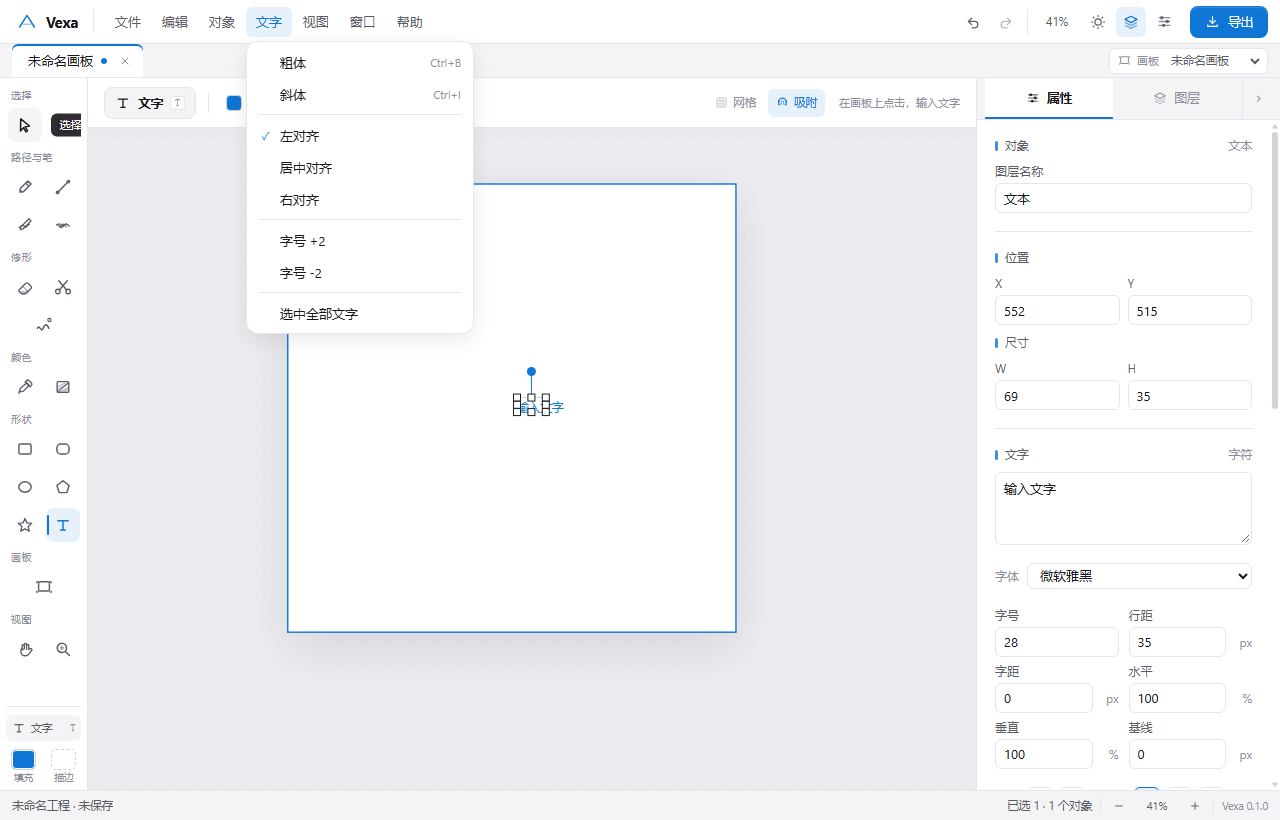 Vexa
文件
编辑
对象
文字
视图
窗口
帮助
41%
导出
未命名画板
画板
未命名画板
粗体 Ctrl+B
斜体 Ctrl+I
左对齐
居中对齐
右对齐
字号 +2
字号 -2
选中全部文字
文字 T
网格
吸附
在画板上点击，输入文字
选择
选择
路径与笔
修形
颜色
形状
画板
视图
文字 T
填充
描边
输入文字
属性
图层
对象 文本
图层名称
文本
位置
X Y
552 515
尺寸
W H
69 35
文字 字符
输入文字
字体 微软雅黑
字号 行距
28 35 px
字距 水平
0 px 100 %
垂直 基线
100 % 0 px
未命名工程 · 未保存
已选 1 · 1 个对象
41%
Vexa 0.1.0